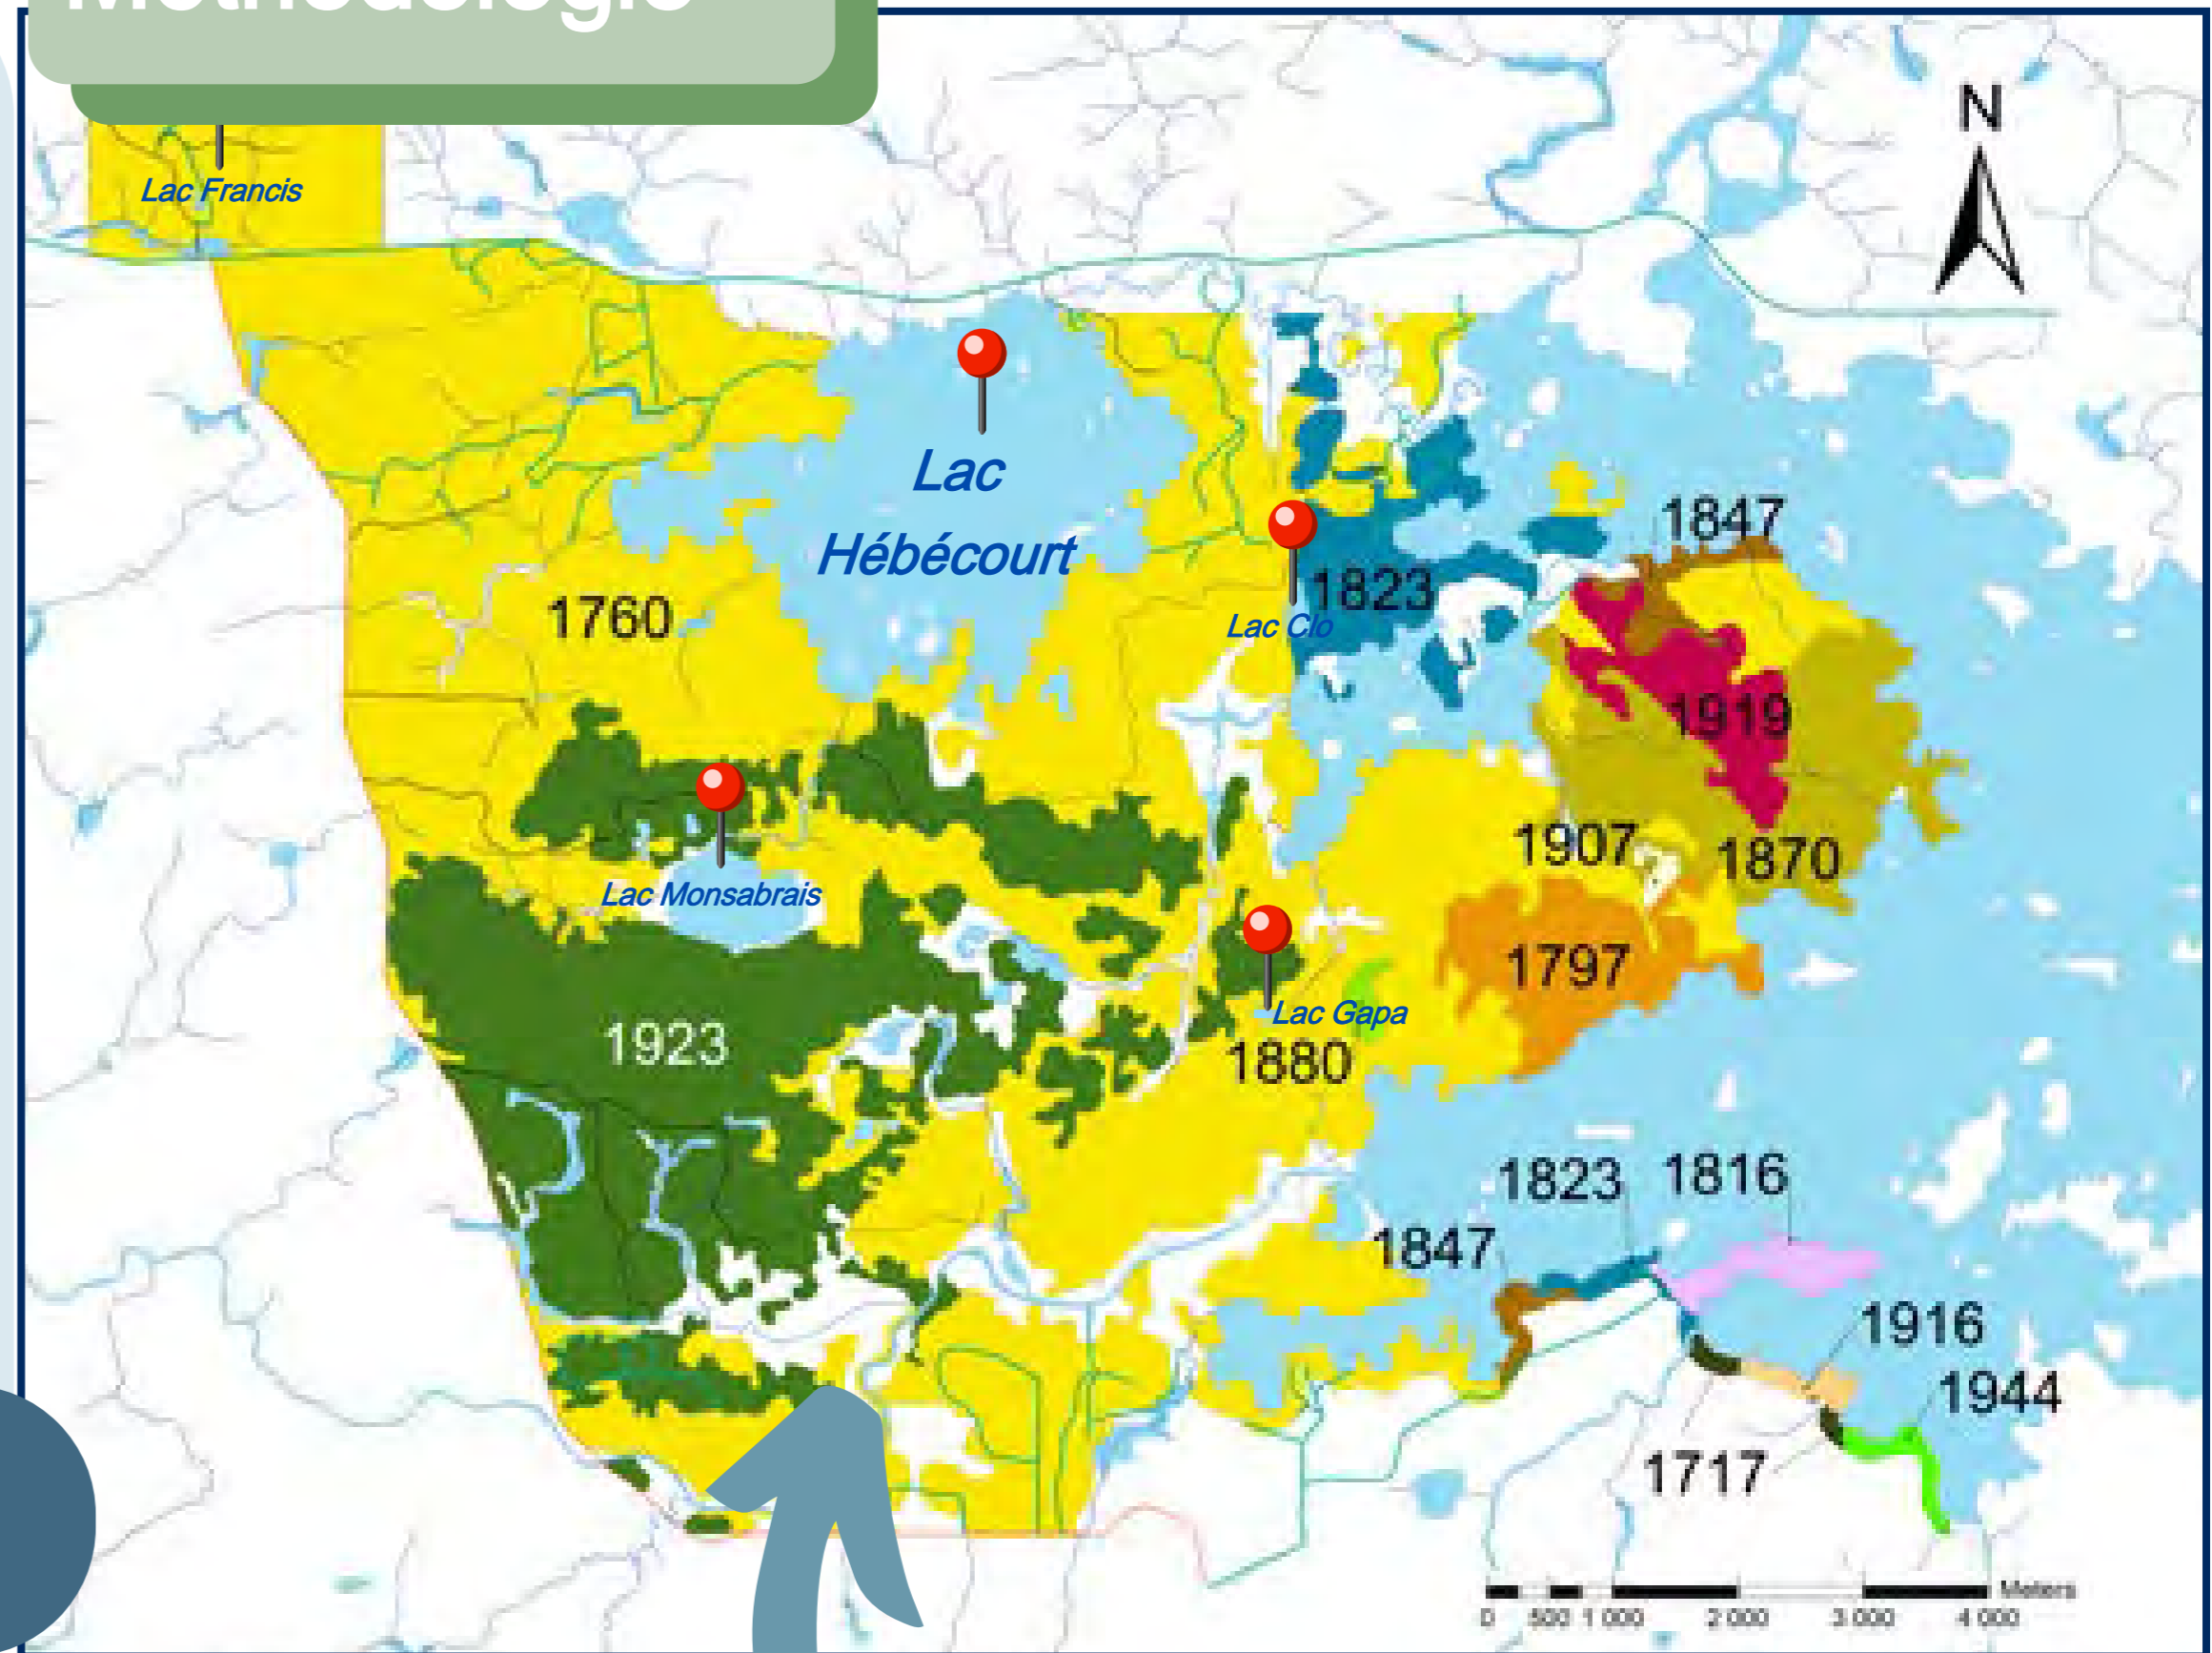 Méthodologie
N
Lac Francis
Lac
Hébécourt
1847
1760
1823
Lac Clo
1919
1907
1870
Lac Monsabrais
1797
Lac Gapa
1923
1880
1823
1816
1847
1916
1944
1717
Meters
0 500 1 000 2 000 3 000 4 000